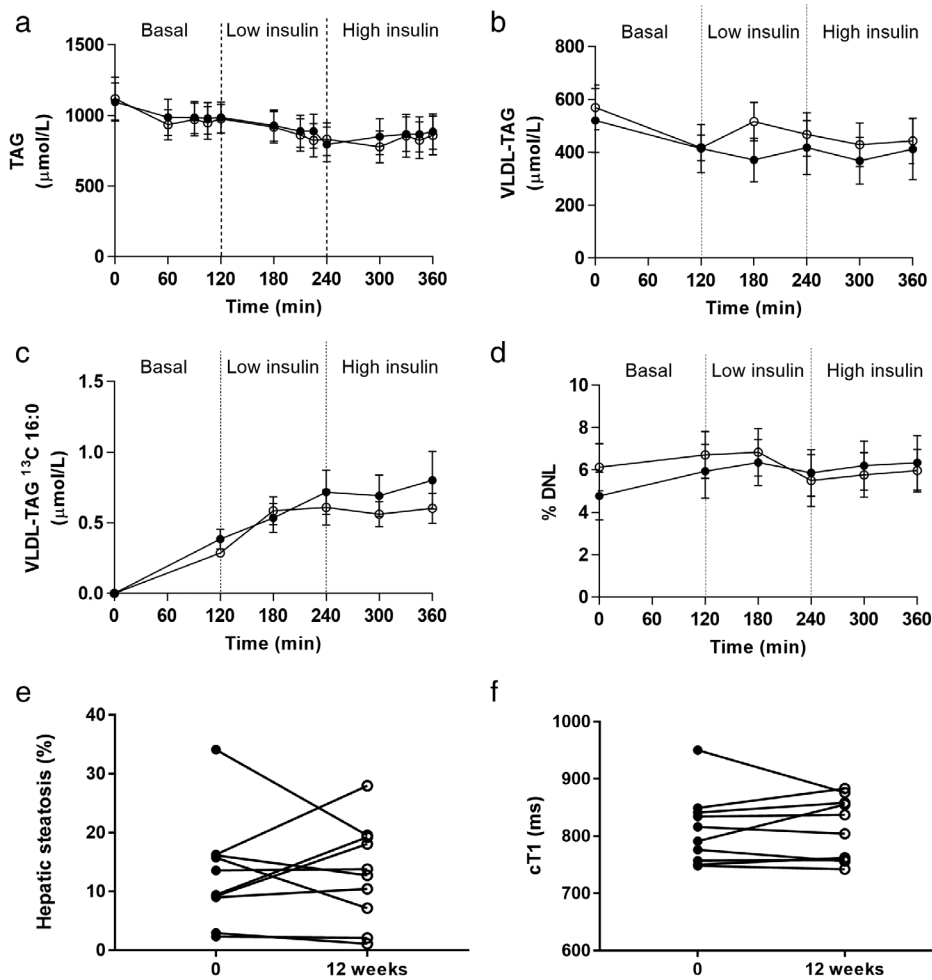 a
Basal
Low insulin
High insulin
TAG
(µmol/L)
1500
1000
500
0
0 60 120 180 240 300 360
Time (min)
b
Basal
Low insulin
High insulin
VLDL-TAG
(µmol/L)
800
600
400
200
0
0 60 120 180 240 300 360
Time (min)
c
Basal
Low insulin
High insulin
VLDL-TAG ¹³C 16:0
(µmol/L)
1.5
1.0
0.5
0.0
0 60 120 180 240 300 360
Time (min)
d
Basal
Low insulin
High insulin
% DNL
10
8
6
4
2
0
0 60 120 180 240 300 360
Time (min)
e
Hepatic steatosis (%)
40
30
20
10
0
0 12 weeks
f
cT1 (ms)
1000
900
800
700
600
0 12 weeks